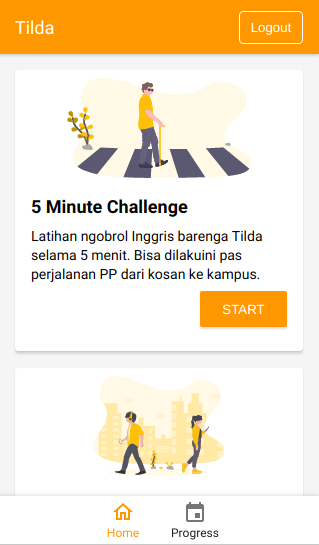 Tilda
Logout
5 Minute Challenge
Latihan ngobrol Inggris barenga Tilda
selama 5 menit. Bisa dilakuini pas
perjalanan PP dari kosan ke kampus.
START
Home
Progress